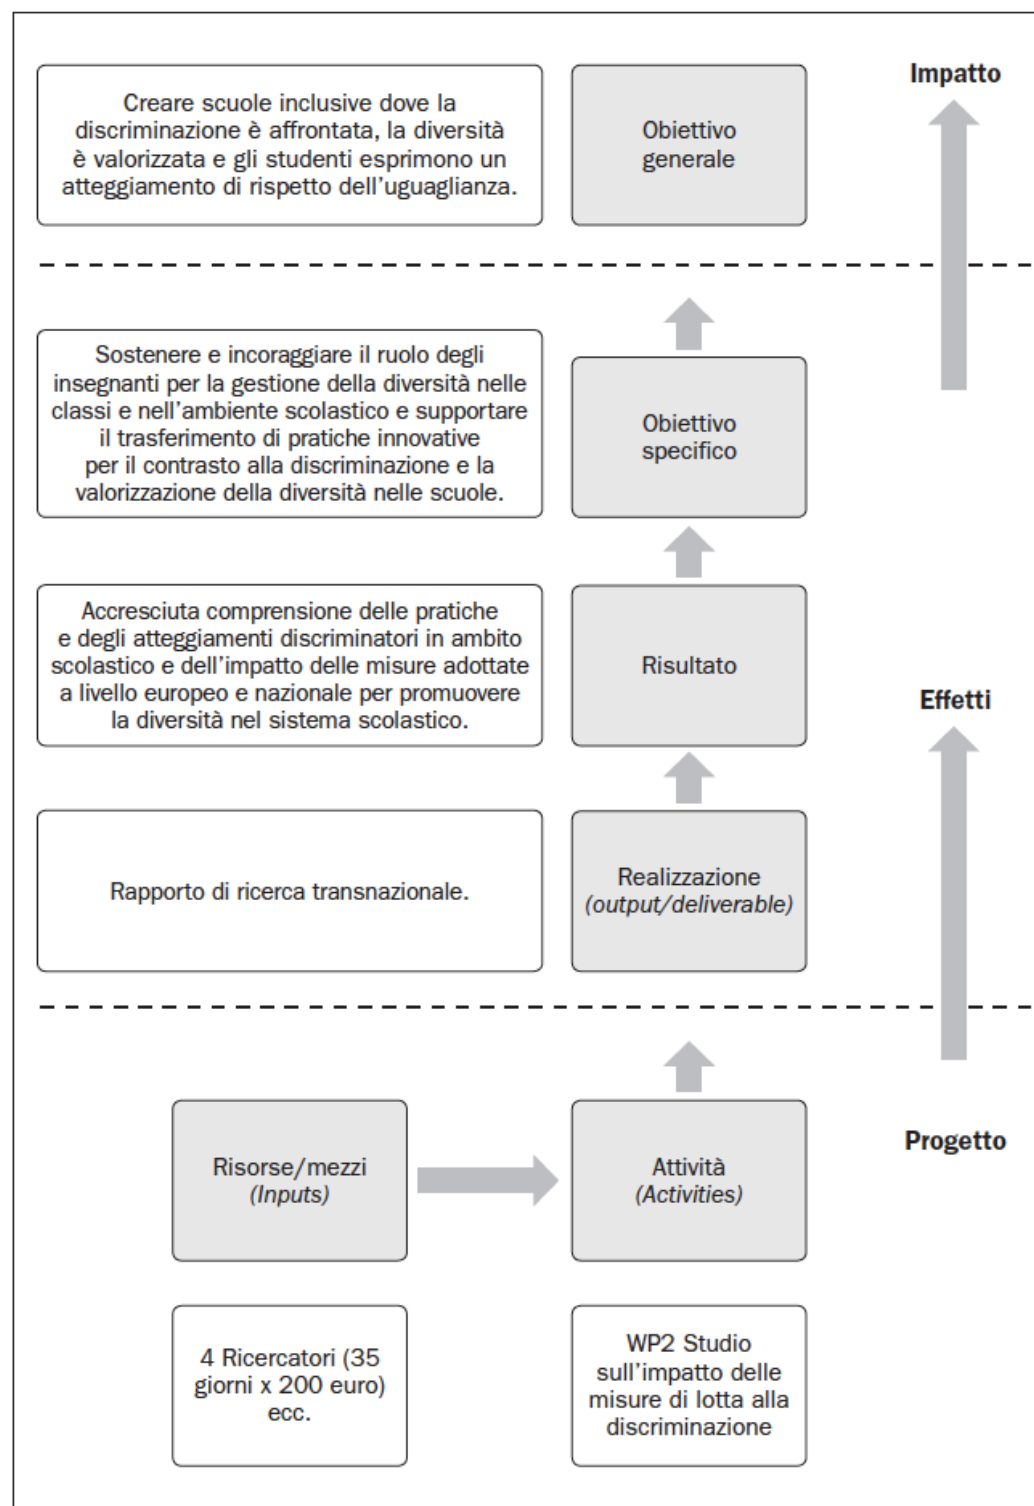 Impatto
Creare scuole inclusive dove la
discriminazione è affrontata, la diversità
è valorizzata e gli studenti esprimono un
atteggiamento di rispetto dell'uguaglianza.
Obiettivo
generale
Sostenere e incoraggiare il ruolo degli
insegnanti per la gestione della diversità nelle
classi e nell'ambiente scolastico e supportare
il trasferimento di pratiche innovative
per il contrasto alla discriminazione e la
valorizzazione della diversità nelle scuole.
Obiettivo
specifico
Accresciuta comprensione delle pratiche
e degli atteggiamenti discriminatori in ambito
scolastico e dell'impatto delle misure adottate
a livello europeo e nazionale per promuovere
la diversità nel sistema scolastico.
Risultato
Effetti
Rapporto di ricerca transnazionale.
Realizzazione
(output/deliverable)
Risorse/mezzi
(Inputs)
Attività
(Activities)
Progetto
4 Ricercatori (35
giorni x 200 euro)
ecc.
WP2 Studio
sull'impatto delle
misure di lotta alla
discriminazione